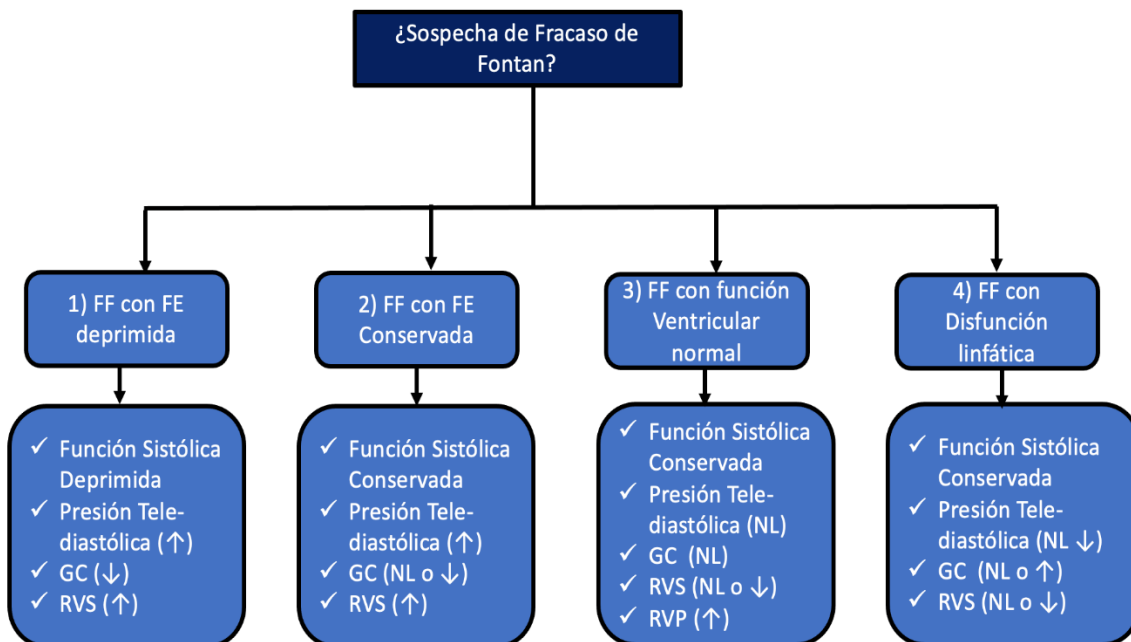 ¿Sospecha de Fracaso de
Fontan?
1) FF con FE
deprimida
2) FF con FE
Conservada
3) FF con función
Ventricular
normal
4) FF con
Disfunción
linfática
✓ Función Sistólica
Deprimida
✓ Presión Tele-
diastólica (↑)
✓ GC (↓)
✓ RVS (↑)
✓ Función Sistólica
Conservada
✓ Presión Tele-
diastólica (↑)
✓ GC (NL o ↓)
✓ RVS (↑)
✓ Función Sistólica
Conservada
✓ Presión Tele-
diastólica (NL)
✓ GC (NL)
✓ RVS (NL o ↓)
✓ RVP (↑)
✓ Función Sistólica
Conservada
✓ Presión Tele-
diastólica (NL ↓)
✓ GC (NL o ↑)
✓ RVS (NL o ↓)